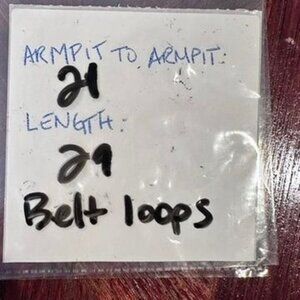 ARMPIT TO ARMPIT:
21
LENGTH:
29
Belt loops